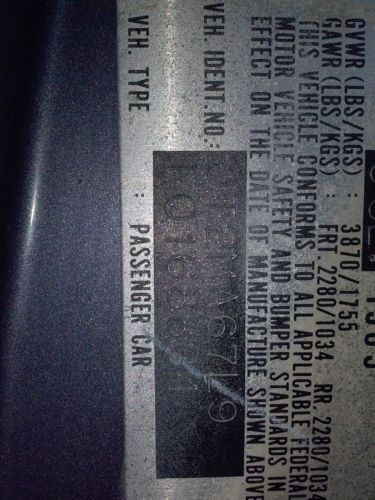 GVWR (LBS/KGS) : 3870/1755
GAWR (LBS/KGS) : FRT.2280/1034 RR.2280/103
THIS VEHICLE CONFORMS TO ALL APPLICABLE FEDERA
MOTOR VEHICLE SAFETY AND BUMPER STANDARDS IN
EFFECT ON THE DATE OF MANUFACTURE SHOWN ABOVE
VEH. IDENT.NO.:
VEH. TYPE : PASSENGER CAR